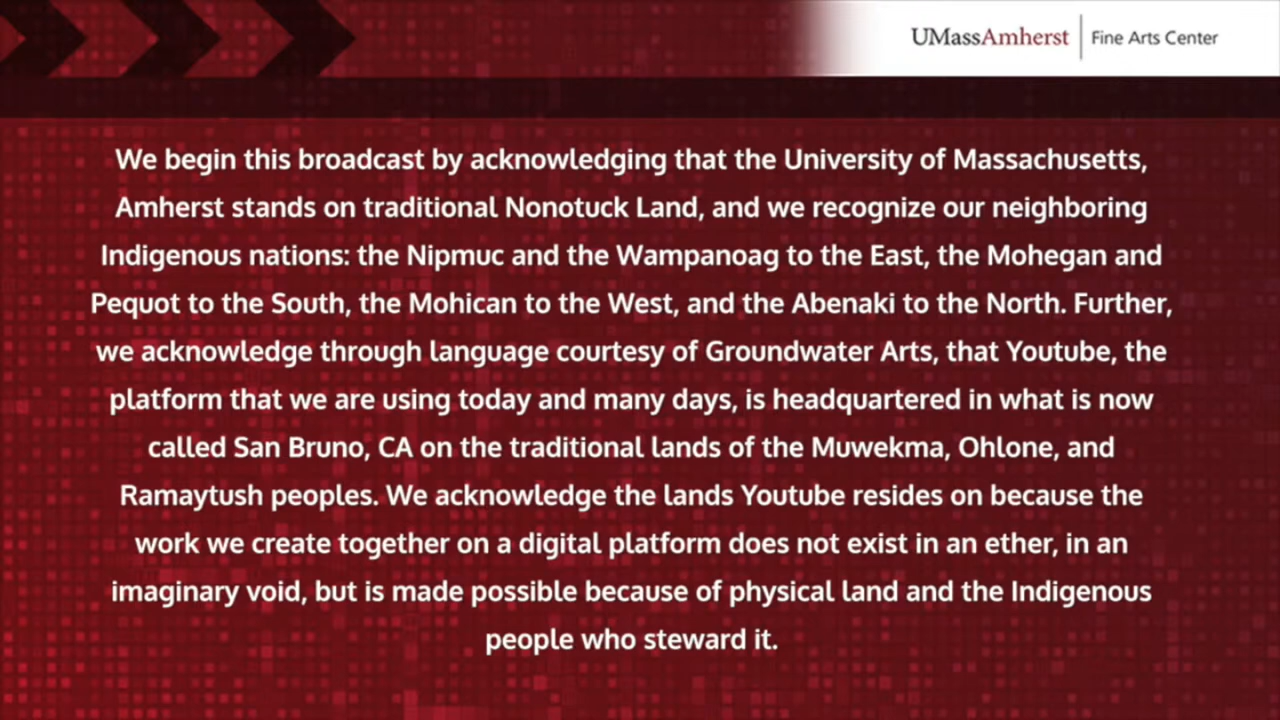 UMassAmherst | Fine Arts Center
We begin this broadcast by acknowledging that the University of Massachusetts,
Amherst stands on traditional Nonotuck Land, and we recognize our neighboring
Indigenous nations: the Nipmuc and the Wampanoag to the East, the Mohegan and
Pequot to the South, the Mohican to the West, and the Abenaki to the North. Further,
we acknowledge through language courtesy of Groundwater Arts, that Youtube, the
platform that we are using today and many days, is headquartered in what is now
called San Bruno, CA on the traditional lands of the Muwekma, Ohlone, and
Ramaytush peoples. We acknowledge the lands Youtube resides on because the
work we create together on a digital platform does not exist in an ether, in an
imaginary void, but is made possible because of physical land and the Indigenous
people who steward it.